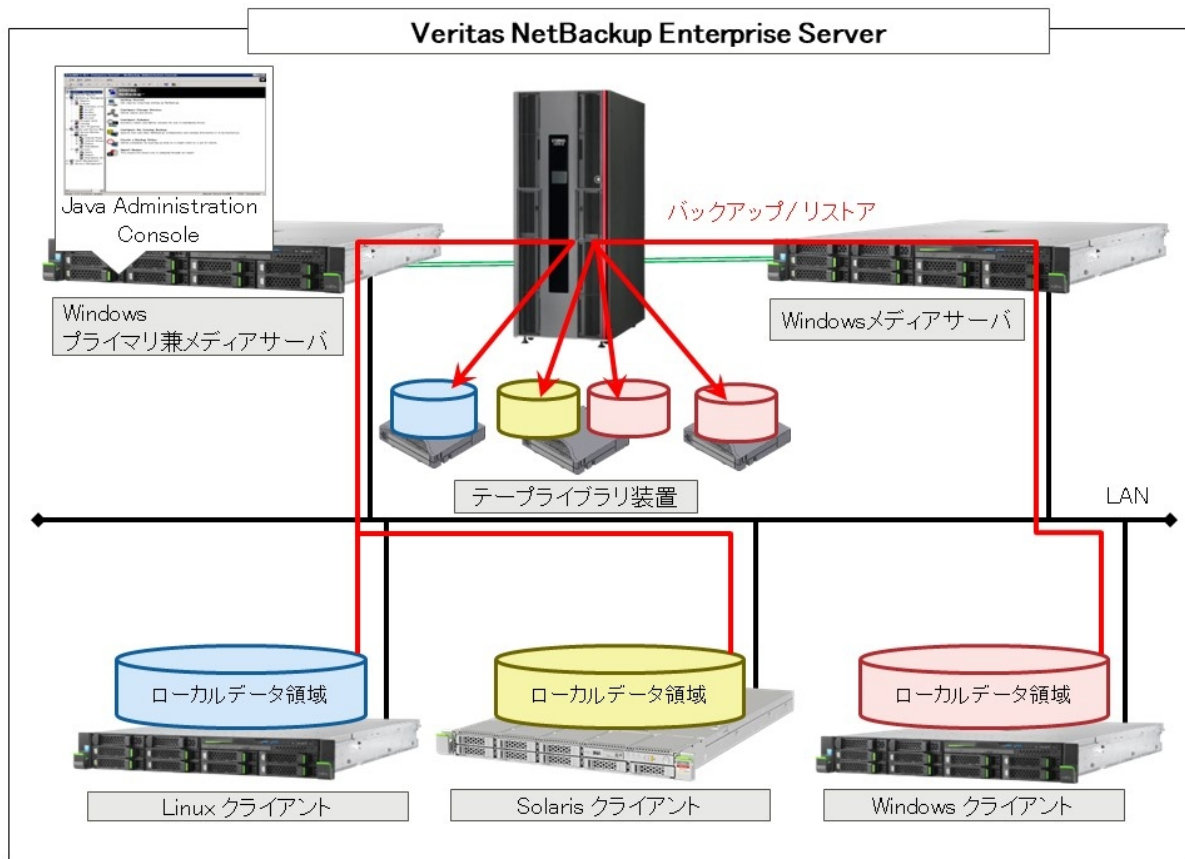 Veritas NetBackup Enterprise Server
Java Administration
Console
バックアップ/リストア
Windows
プライマリ兼メディアサーバ
Windowsメディアサーバ
テープライブラリ装置
LAN
ローカルデータ領域
ローカルデータ領域
ローカルデータ領域
Linux クライアント
Solaris クライアント
Windows クライアント